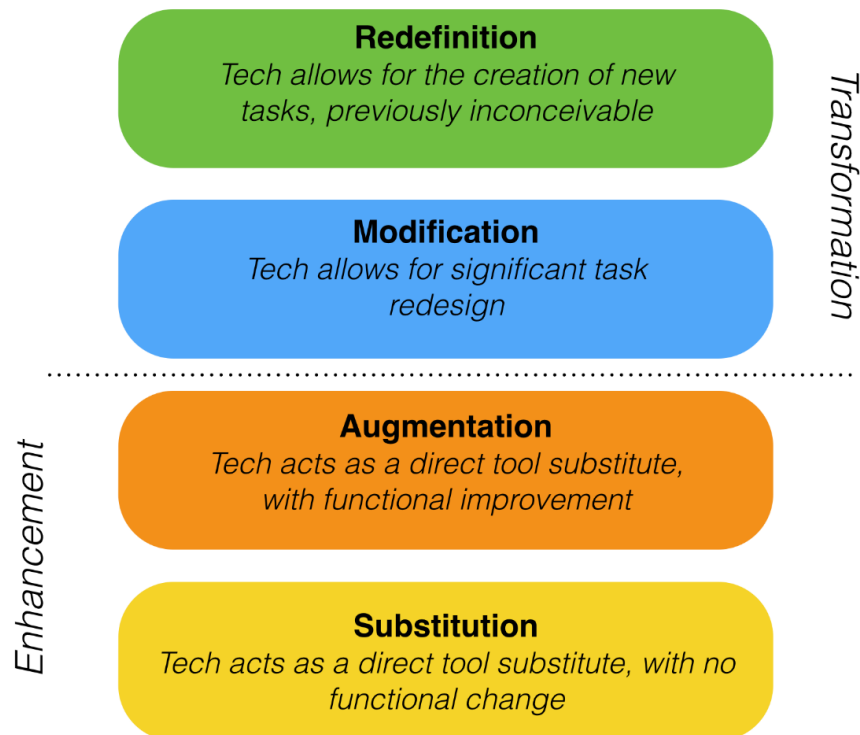 Redefinition
Tech allows for the creation of new
tasks, previously inconceivable
Transformation
Modification
Tech allows for significant task
redesign
Enhancement
Augmentation
Tech acts as a direct tool substitute,
with functional improvement
Substitution
Tech acts as a direct tool substitute, with no
functional change